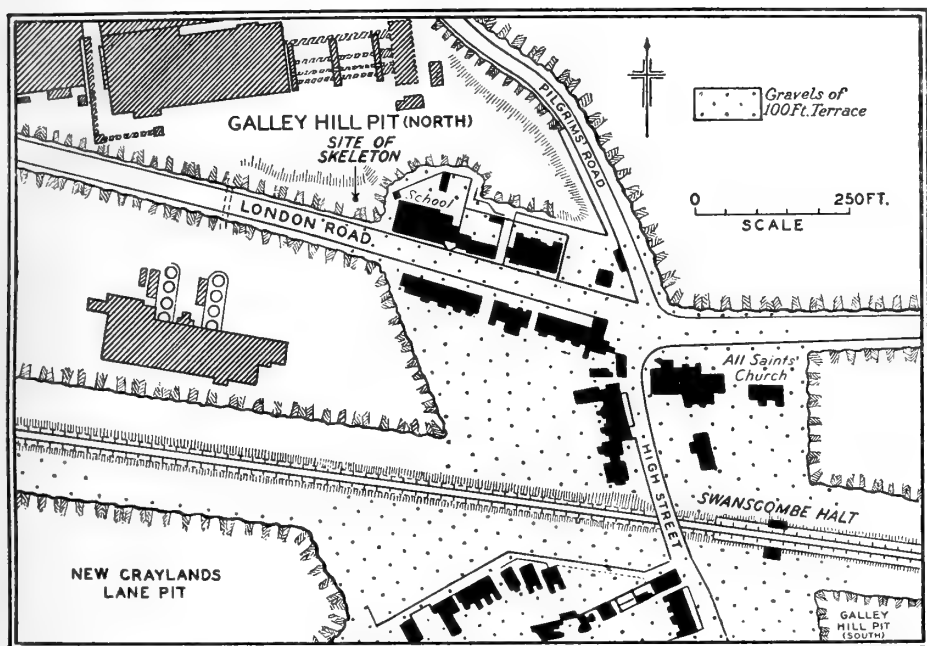 GALLEY HILL PIT (NORTH)
SITE OF
SKELETON
PILGRIMS' ROAD
Gravels of
100Ft. Terrace
0 250FT.
SCALE
School
LONDON ROAD.
All Saints'
Church
HIGH STREET
SWANSCOMBE HALT
NEW CRAYLANDS
LANE PIT
GALLEY
HILL PIT
(SOUTH)